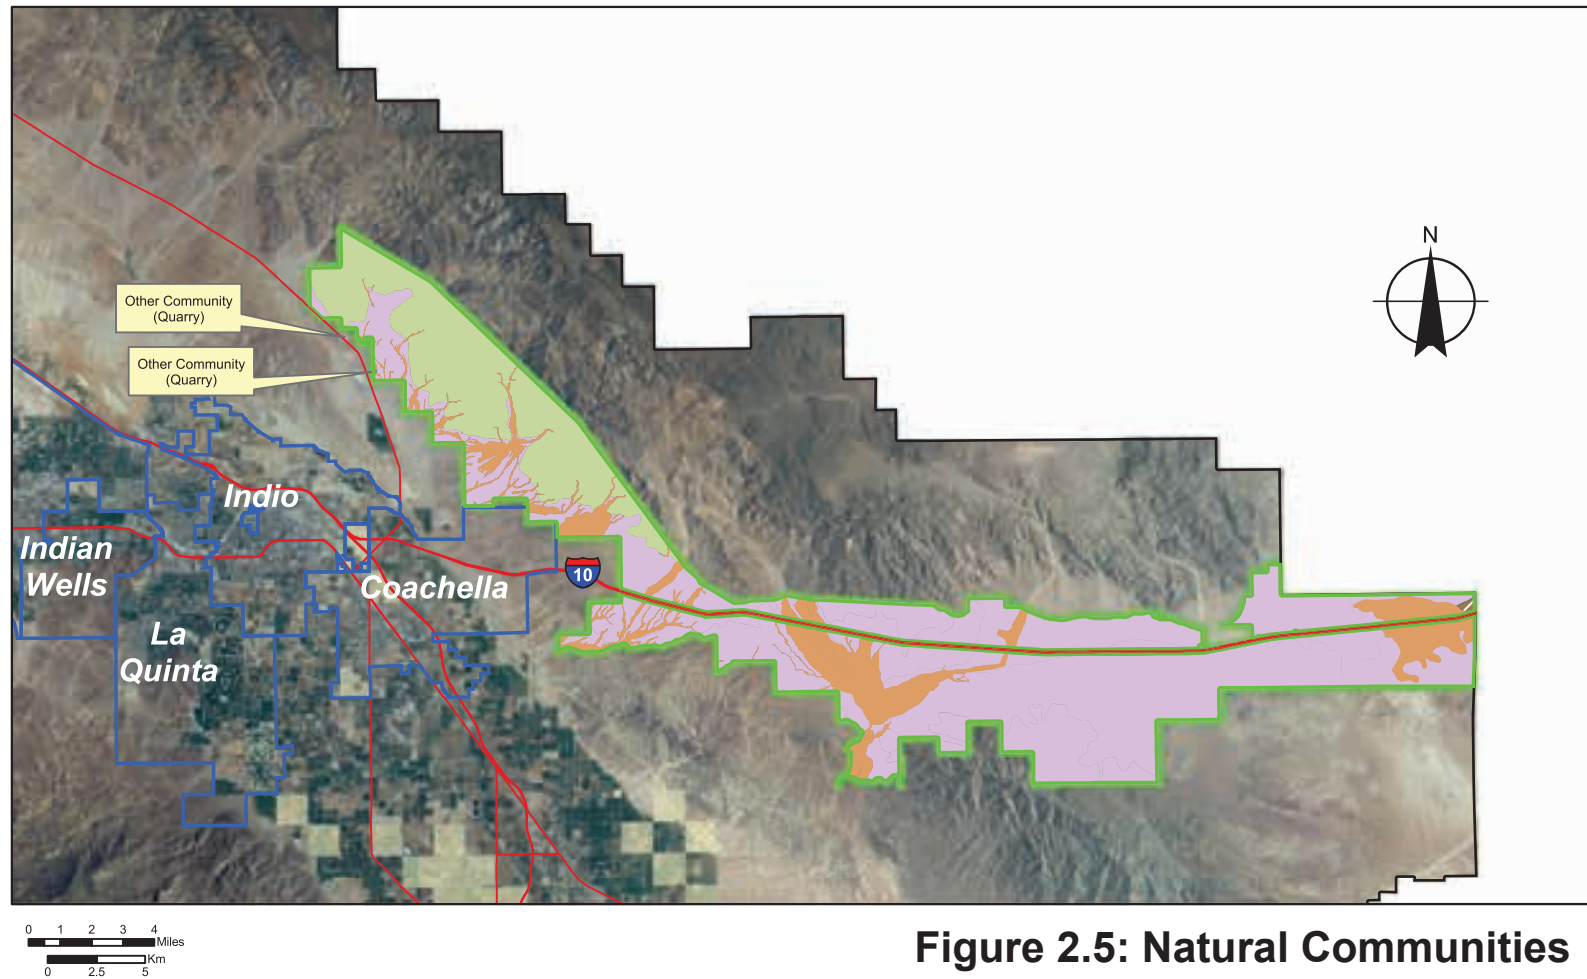 N
Other Community
(Quarry)
Other Community
(Quarry)
Indio
Indian
Wells
Coachella
10
La
Quinta
0 1 2 3 4
Miles
Km
0 2.5 5
Figure 2.5: Natural Communities